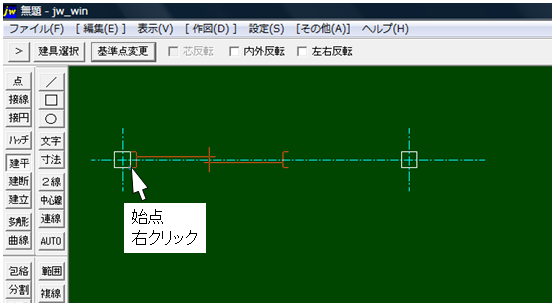 jw 無題 - jw_win
ファイル(F) [ 編集(E) ] 表示(V) [ 作図(D) ] 設定(S) [その他(A)] ヘルプ(H)
> 建具選択 基準点変更 芯反転 内外反転 左右反転
点
接線
接円
ハッチ 文字
建平 寸法
建断 2線
建立 中心線
多角形 連線
曲線 AUTO
包絡 範囲
分割 複線
始点
右クリック